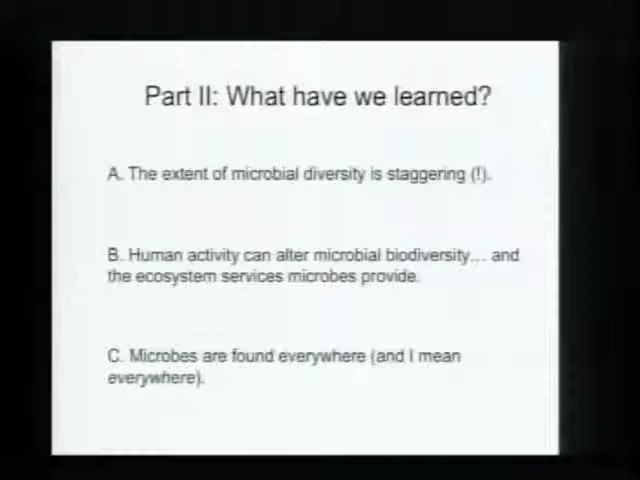 Part II: What have we learned?
A. The extent of microbial diversity is staggering (!).
B. Human activity can alter microbial biodiversity... and
the ecosystem services microbes provide.
C. Microbes are found everywhere (and I mean
everywhere).